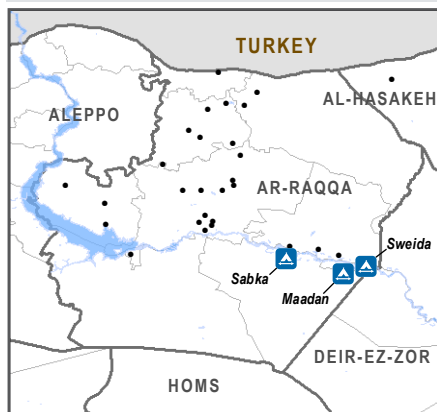 TURKEY
AL-HASAKEH
ALEPPO
AR-RAQQA
Sweida
Sabka
Maadan
DEIR-EZ-ZOR
HOMS